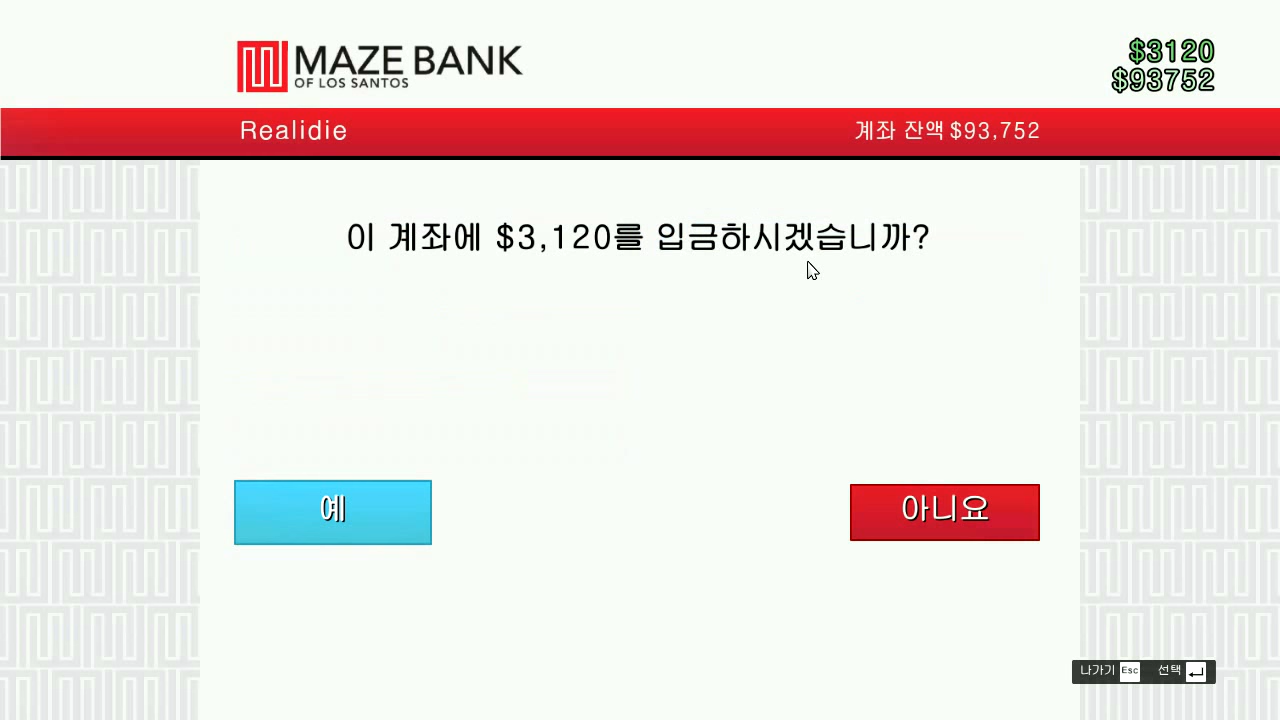 MAZE BANK
OF LOS SANTOS
$3120
$93752
Realidie
계좌 잔액 $93,752
이 계좌에 $3,120를 입금하시겠습니까?
예
아니요
나가기 Esc 선택